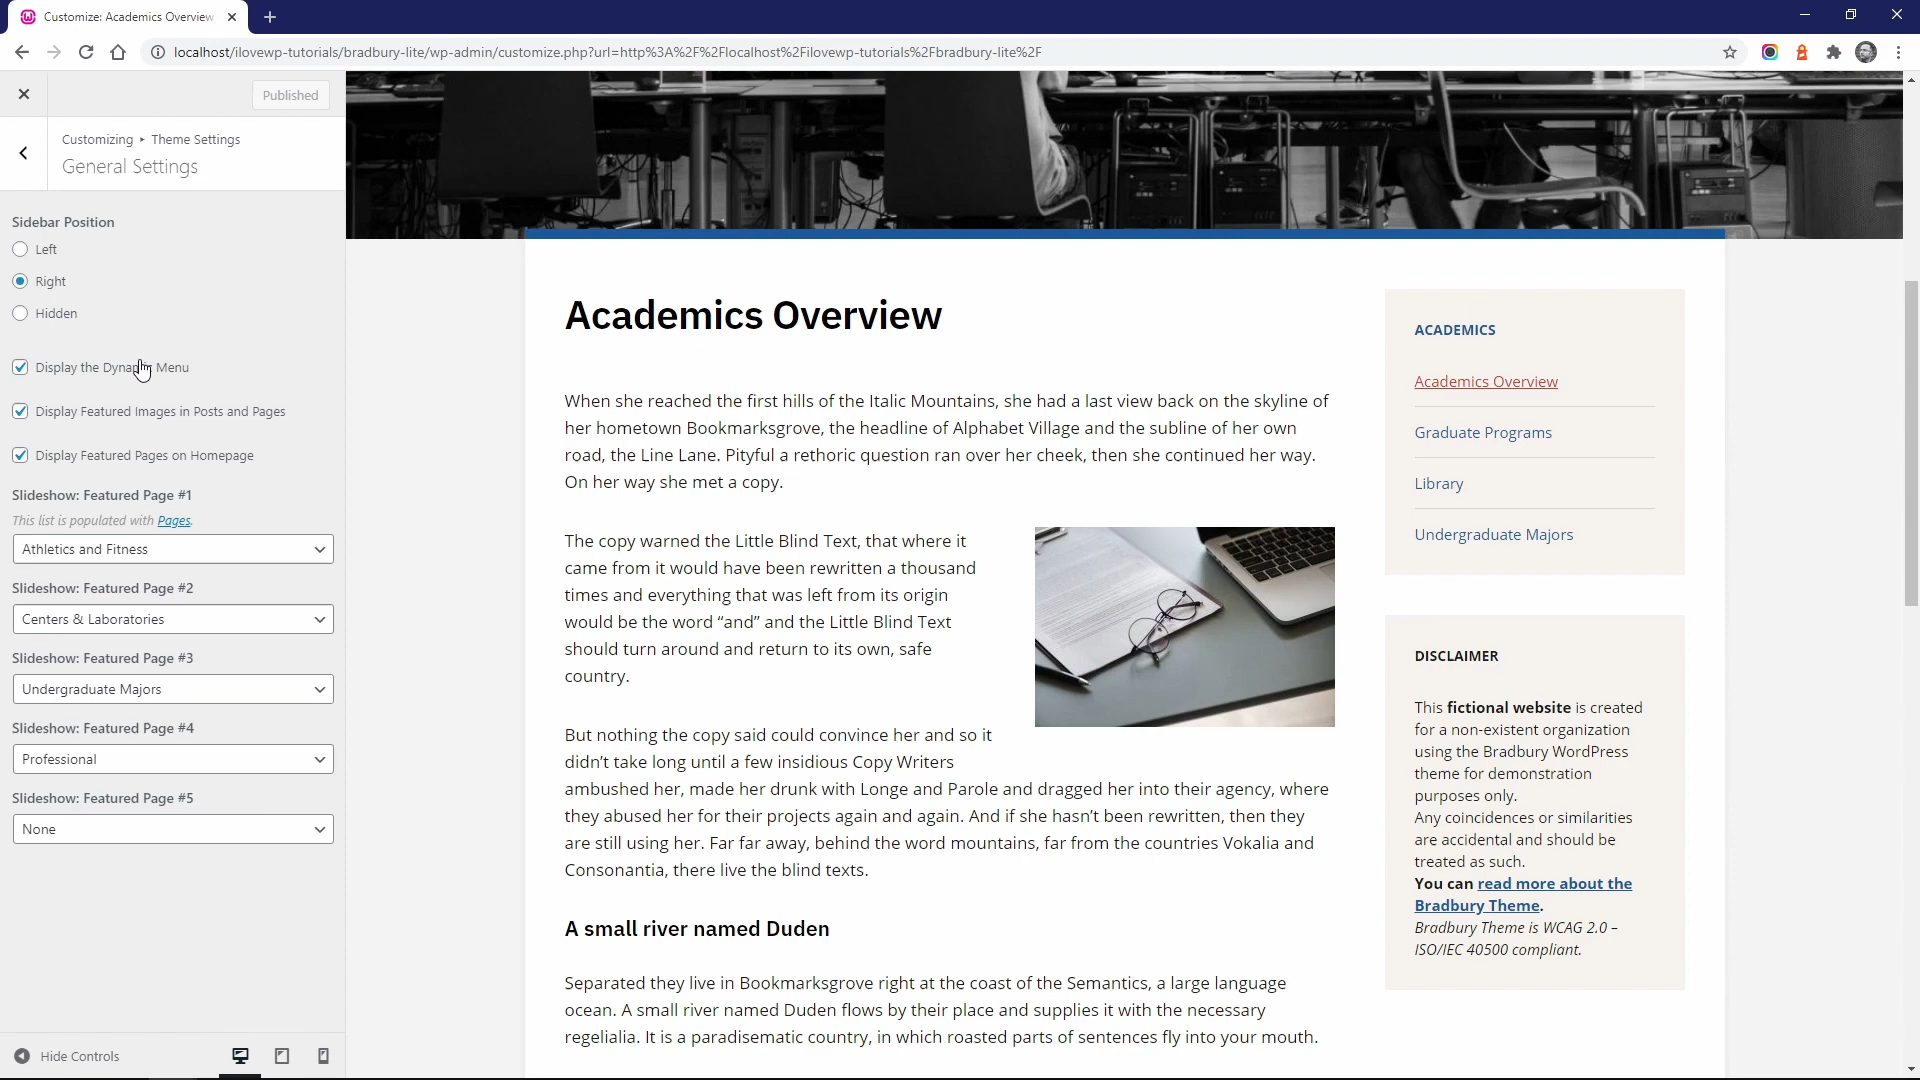 Customize: Academics Overview
localhost/ilovewp-tutorials/bradbury-lite/wp-admin/customize.php?url=http%3A%2F%2Flocalhost%2Filovewp-tutorials%2Fbradbury-lite%2F
Published
Customizing ▸ Theme Settings
General Settings
Sidebar Position
Left
Right
Hidden
Display the Dynamic Menu
Display Featured Images in Posts and Pages
Display Featured Pages on Homepage
Slideshow: Featured Page #1
This list is populated with Pages.
Athletics and Fitness
Slideshow: Featured Page #2
Centers & Laboratories
Slideshow: Featured Page #3
Undergraduate Majors
Slideshow: Featured Page #4
Professional
Slideshow: Featured Page #5
None
Hide Controls
Academics Overview
When she reached the first hills of the Italic Mountains, she had a last view back on the skyline of
her hometown Bookmarksgrove, the headline of Alphabet Village and the subline of her own
road, the Line Lane. Pityful a rethoric question ran over her cheek, then she continued her way.
On her way she met a copy.
The copy warned the Little Blind Text, that where it
came from it would have been rewritten a thousand
times and everything that was left from its origin
would be the word “and” and the Little Blind Text
should turn around and return to its own, safe
country.
But nothing the copy said could convince her and so it
didn’t take long until a few insidious Copy Writers
ambushed her, made her drunk with Longe and Parole and dragged her into their agency, where
they abused her for their projects again and again. And if she hasn’t been rewritten, then they
are still using her. Far far away, behind the word mountains, far from the countries Vokalia and
Consonantia, there live the blind texts.
A small river named Duden
Separated they live in Bookmarksgrove right at the coast of the Semantics, a large language
ocean. A small river named Duden flows by their place and supplies it with the necessary
regelialia. It is a paradisematic country, in which roasted parts of sentences fly into your mouth.
ACADEMICS
Academics Overview
Graduate Programs
Library
Undergraduate Majors
DISCLAIMER
This fictional website is created
for a non-existent organization
using the Bradbury WordPress
theme for demonstration
purposes only.
Any coincidences or similarities
are accidental and should be
treated as such.
You can read more about the
Bradbury Theme.
Bradbury Theme is WCAG 2.0 –
ISO/IEC 40500 compliant.